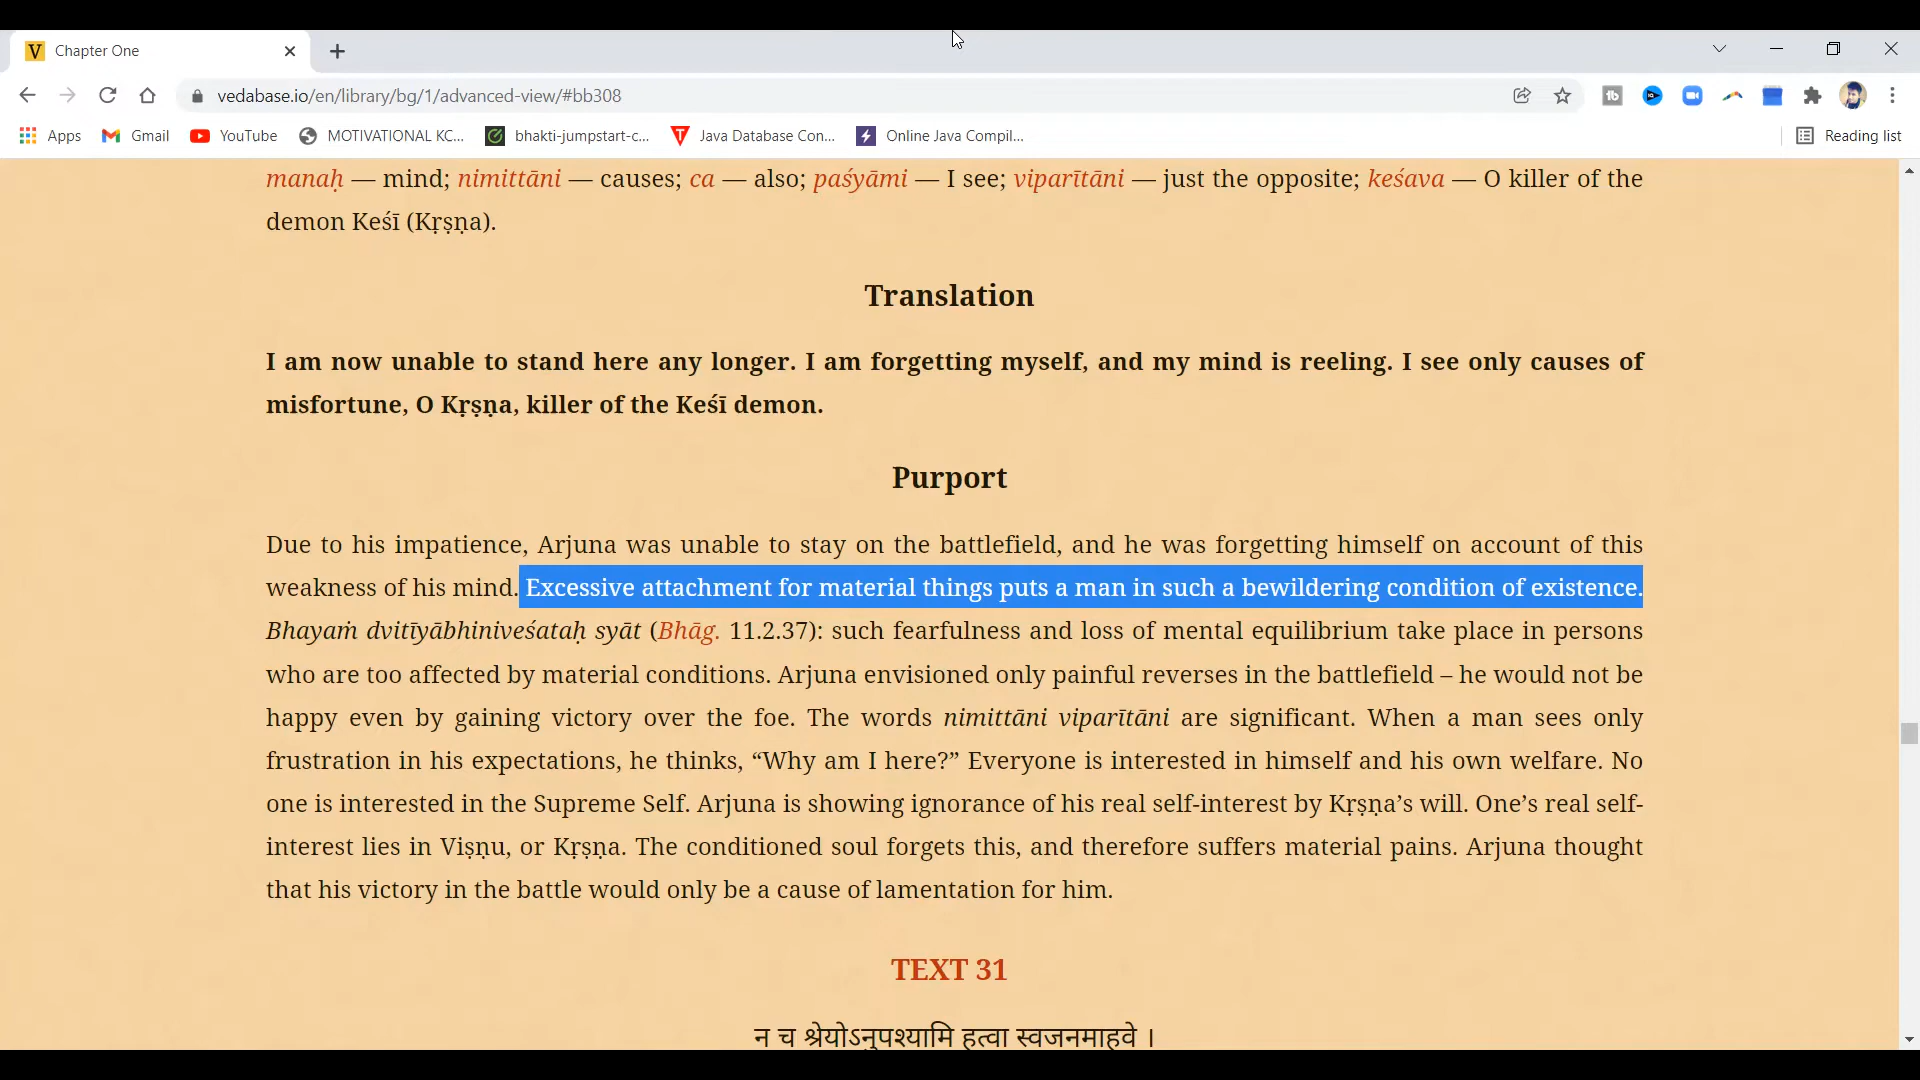 Chapter One
vedabase.io/en/library/bg/1/advanced-view/#bb308
Apps Gmail YouTube MOTIVATIONAL KC... bhakti-jumpstart-c... Java Database Con... Online Java Compil... Reading list
manaḥ — mind; nimittāni — causes; ca — also; paśyāmi — I see; viparītāni — just the opposite; keśava — O killer of the
demon Keśī (Kṛṣṇa).
Translation
I am now unable to stand here any longer. I am forgetting myself, and my mind is reeling. I see only causes of
misfortune, O Kṛṣṇa, killer of the Keśī demon.
Purport
Due to his impatience, Arjuna was unable to stay on the battlefield, and he was forgetting himself on account of this
weakness of his mind. Excessive attachment for material things puts a man in such a bewildering condition of existence.
Bhayaṁ dvitīyābhiniveśataḥ syāt (Bhāg. 11.2.37): such fearfulness and loss of mental equilibrium take place in persons
who are too affected by material conditions. Arjuna envisioned only painful reverses in the battlefield – he would not be
happy even by gaining victory over the foe. The words nimittāni viparītāni are significant. When a man sees only
frustration in his expectations, he thinks, “Why am I here?” Everyone is interested in himself and his own welfare. No
one is interested in the Supreme Self. Arjuna is showing ignorance of his real self-interest by Kṛṣṇa’s will. One’s real self-
interest lies in Viṣṇu, or Kṛṣṇa. The conditioned soul forgets this, and therefore suffers material pains. Arjuna thought
that his victory in the battle would only be a cause of lamentation for him.
TEXT 31
न च श्रेयोऽनुपश्यामि हत्वा स्वजनमाहवे ।